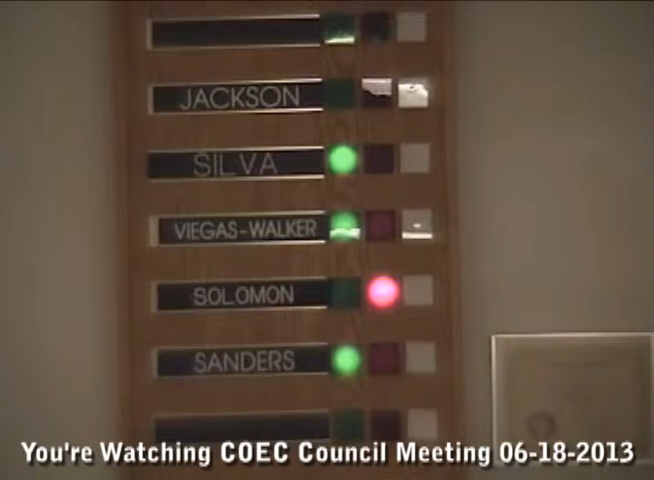 JACKSON
SILVA
VIEGAS-WALKER
SOLOMON
SANDERS
You're Watching COEC Council Meeting 06-18-2013